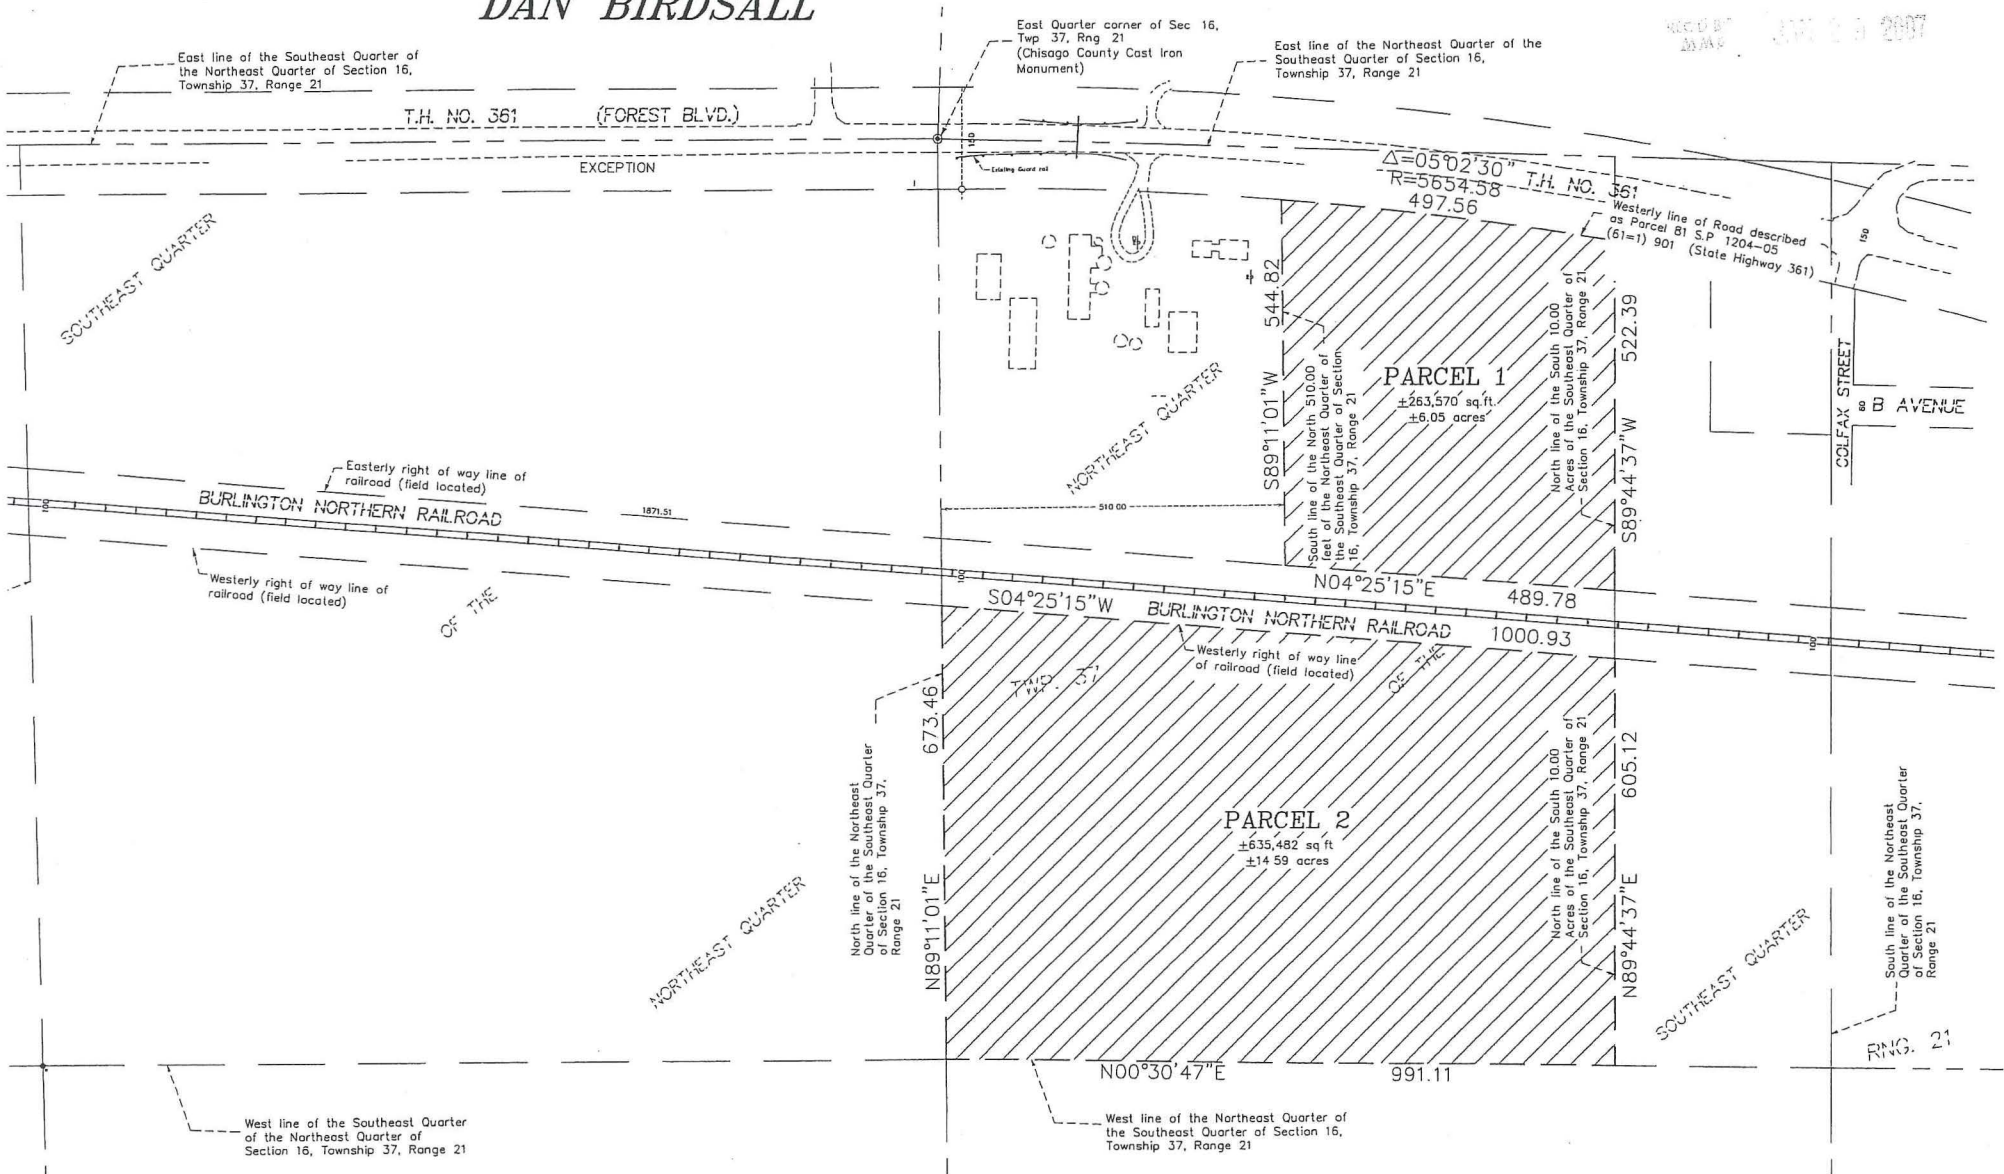 DAN BIRDSALL
East line of the Southeast Quarter of
the Northeast Quarter of Section 16,
Township 37, Range 21
East Quarter corner of Sec 16,
Twp 37, Rng 21
(Chisago County Cast Iron
Monument)
East line of the Northeast Quarter of the
Southeast Quarter of Section 16,
Township 37, Range 21
REC'D BY
2007
T.H. NO. 361 (FOREST BLVD.)
EXCEPTION
150
Existing Guard rail
Δ=05°02'30"
R=5654.58
497.56
T.H. NO. 361
Westerly line of Road described
as Parcel 81 S.P 1204-05
(61=1) 901 (State Highway 361)
150
SOUTHEAST QUARTER
544.82
S89°11'01"W
South line of the North 510.00
feet of the Northeast Quarter of
the Southeast Quarter of Section
16, Township 37, Range 21
PARCEL 1
±263,570 sq.ft.
±6.05 acres
North line of the South 10.00
Acres of the Southeast Quarter of
Section 16, Township 37, Range 21
522.39
S89°44'37"W
COLFAX STREET
60
B AVENUE
NORTHEAST QUARTER
510.00
Easterly right of way line of
railroad (field located)
BURLINGTON NORTHERN RAILROAD
1871.51
100
Westerly right of way line of
railroad (field located)
OF THE
100
N04°25'15"E 489.78
S04°25'15"W BURLINGTON NORTHERN RAILROAD 1000.93
100
Westerly right of way line
of railroad (field located)
TWP. 37
OF THE
673.46
N89°11'01"E
North line of the Northeast
Quarter of the Southeast Quarter
of Section 16, Township 37,
Range 21
PARCEL 2
±635,482 sq ft
±14 59 acres
North line of the South 10.00
Acres of the Southeast Quarter of
Section 16, Township 37, Range 21
605.12
N89°44'37"E
South line of the Northeast
Quarter of the Southeast Quarter
of Section 16, Township 37,
Range 21
NORTHEAST QUARTER
SOUTHEAST QUARTER
RNG. 21
N00°30'47"E 991.11
West line of the Southeast Quarter
of the Northeast Quarter of
Section 16, Township 37, Range 21
West line of the Northeast Quarter of
the Southeast Quarter of Section 16,
Township 37, Range 21